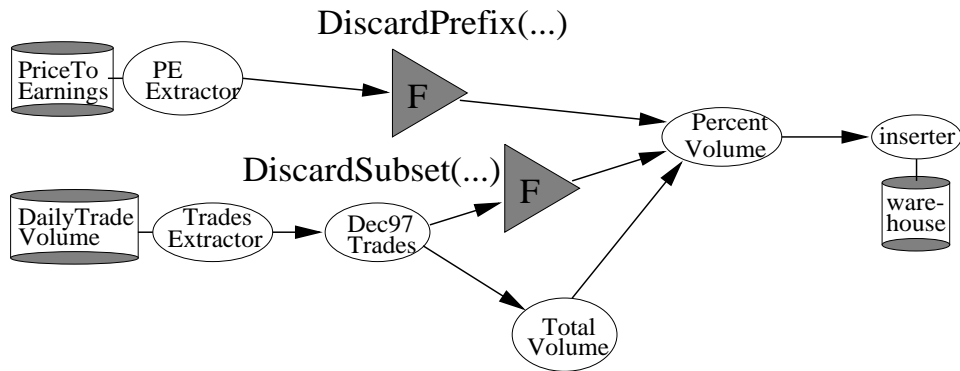 DiscardPrefix(...)
PriceTo
Earnings
PE
Extractor
F
Percent
Volume
inserter
DiscardSubset(...)
F
ware-
house
DailyTrade
Volume
Trades
Extractor
Dec97
Trades
Total
Volume